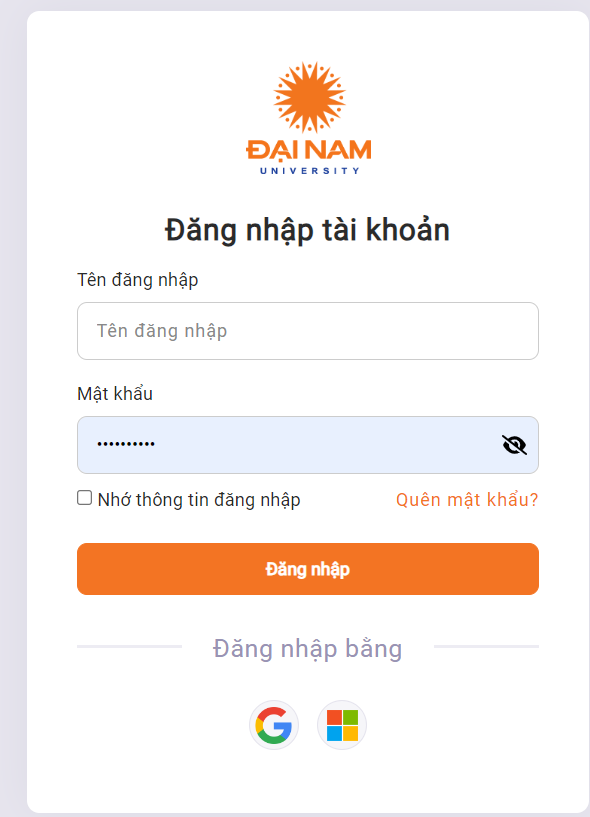 ĐẠI NAM
UNIVERSITY
Đăng nhập tài khoản
Tên đăng nhập
Tên đăng nhập
Mật khẩu
••••••••••
Nhớ thông tin đăng nhập
Quên mật khẩu?
Đăng nhập
Đăng nhập bằng